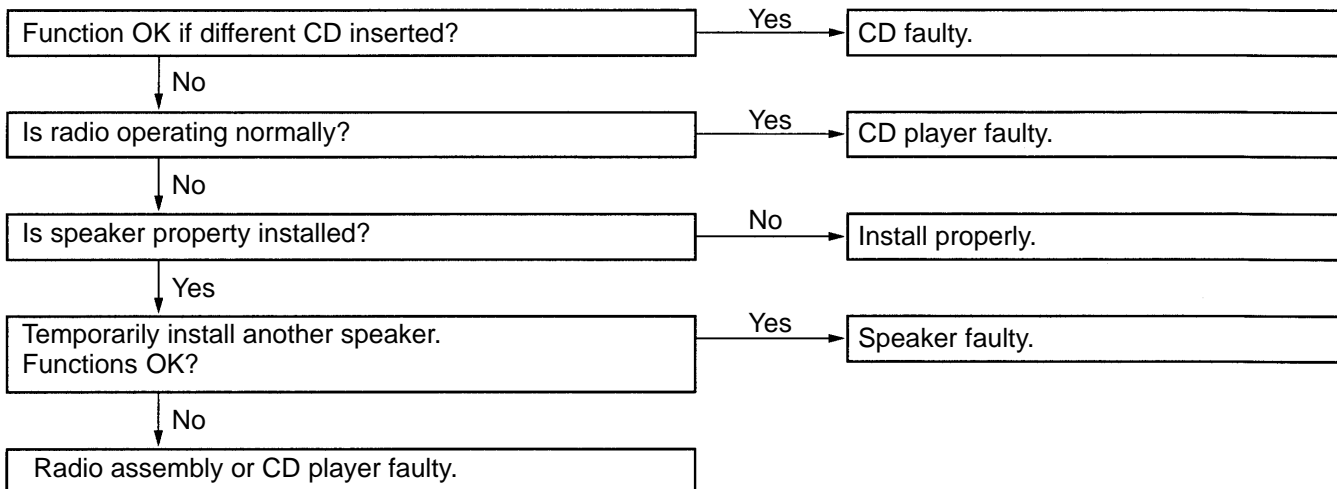 Function OK if different CD inserted?
Yes
CD faulty.
No
Is radio operating normally?
Yes
CD player faulty.
No
Is speaker property installed?
No
Install properly.
Yes
Temporarily install another speaker.
Functions OK?
Yes
Speaker faulty.
No
Radio assembly or CD player faulty.